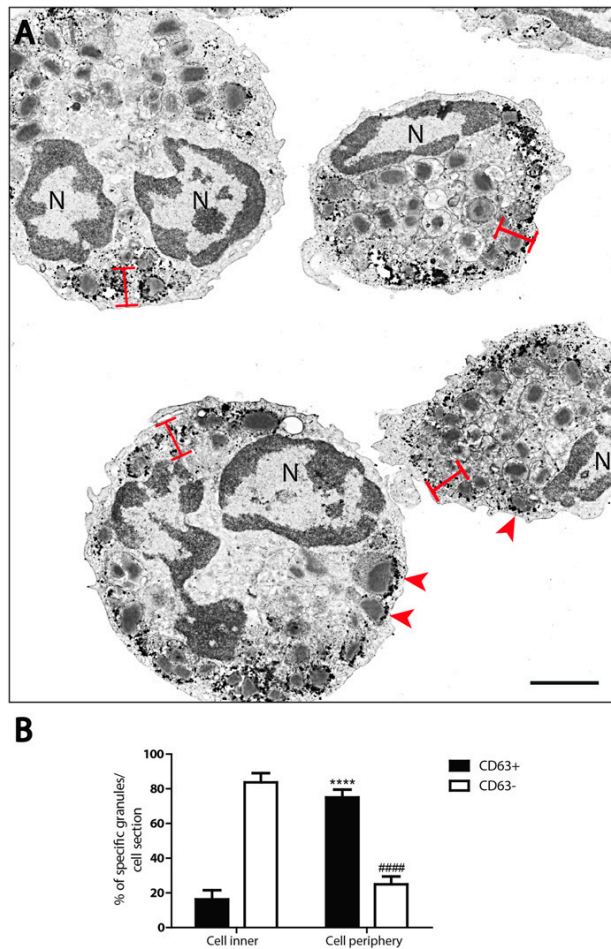 A
N
N
N
N
N
B
% of specific granules/
cell section
100
80
60
40
20
0
****
####
CD63+
CD63-
Cell inner
Cell periphery